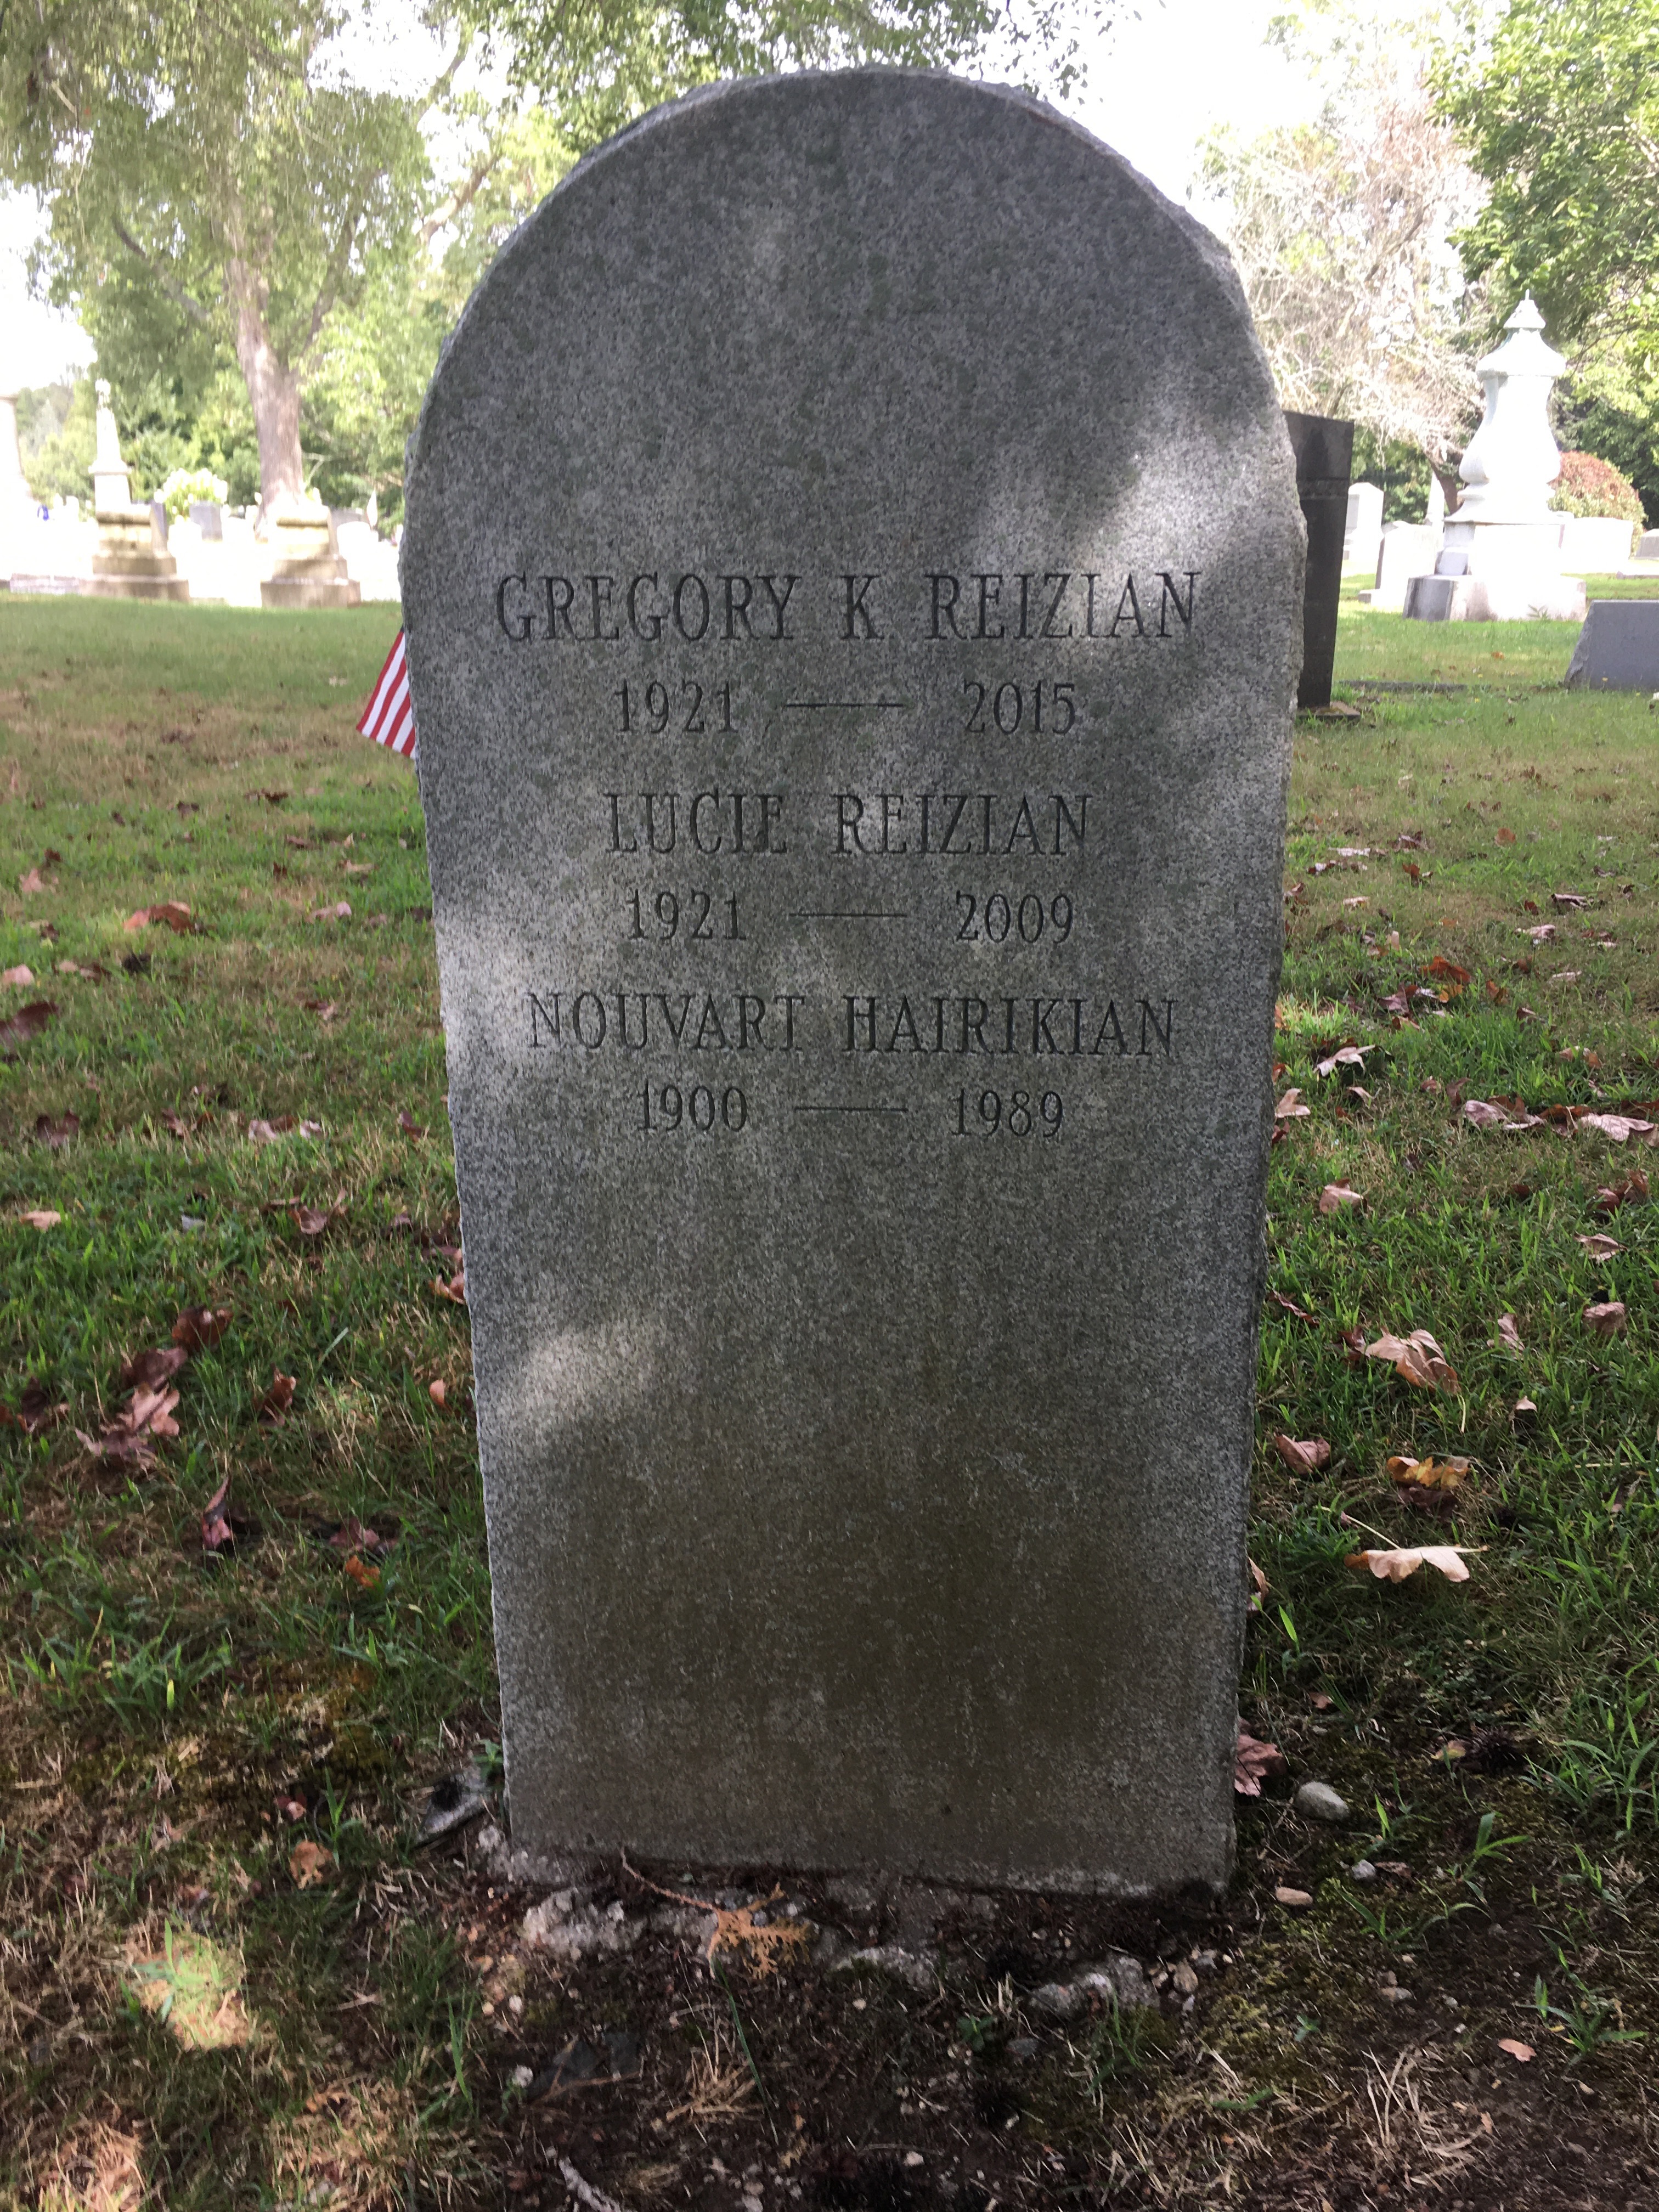 GREGORY K REIZIAN
1921 — 2015
LUCIE REIZIAN
1921 — 2009
NOUVART HAIRIKIAN
1900 — 1989